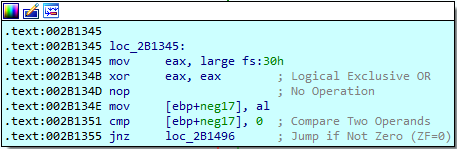 .text:002B1345
.text:002B1345 loc_2B1345:
.text:002B1345 mov     eax, large fs:30h
.text:002B134B xor     eax, eax        ; Logical Exclusive OR
.text:002B134D nop                     ; No Operation
.text:002B134E mov     [ebp+neg17], al
.text:002B1351 cmp     [ebp+neg17], 0  ; Compare Two Operands
.text:002B1355 jnz     loc_2B1496      ; Jump if Not Zero (ZF=0)